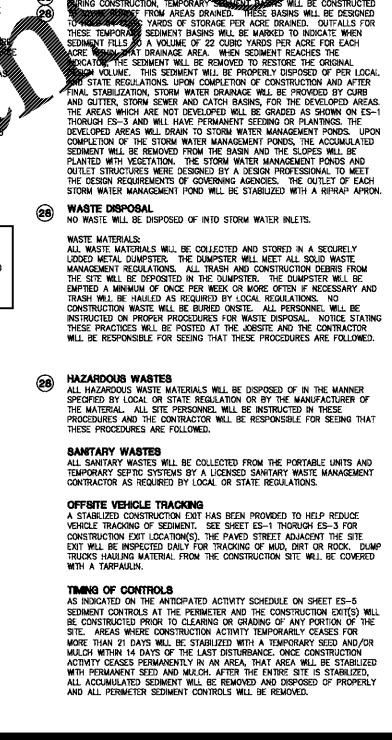 DURING CONSTRUCTION, TEMPORARY SEDIMENT BASINS WILL BE CONSTRUCTED
28
FROM AREAS DRAINED. THESE BASINS WILL BE DESIGNED
YARDS OF STORAGE PER ACRE DRAINED. OUTFALLS FOR
THESE TEMPORARY SEDIMENT BASINS WILL BE MARKED TO INDICATE WHEN
SEDIMENT FILLS TO A VOLUME OF 22 CUBIC YARDS PER ACRE FOR EACH
ACRE THAT DRAINAGE AREA. WHEN SEDIMENT REACHES THE
INDICATOR, THE SEDIMENT WILL BE REMOVED TO RESTORE THE ORIGINAL
VOLUME. THIS SEDIMENT WILL BE PROPERLY DISPOSED OF PER LOCAL
AND STATE REGULATIONS. UPON COMPLETION OF CONSTRUCTION AND AFTER
FINAL STABILIZATION, STORM WATER DRAINAGE WILL BE PROVIDED BY CURB
AND GUTTER, STORM SEWER AND CATCH BASINS, FOR THE DEVELOPED AREAS.
THE AREAS WHICH ARE NOT DEVELOPED WILL BE GRADED AS SHOWN ON ES-1
THORUGH ES-3 AND WILL HAVE PERMANENT SEEDING OR PLANTINGS. THE
DEVELOPED AREAS WILL DRAIN TO STORM WATER MANAGEMENT PONDS. UPON
COMPLETION OF THE STORM WATER MANAGEMENT PONDS, THE ACCUMULATED
SEDIMENT WILL BE REMOVED FROM THE BASIN AND THE SLOPES WILL BE
PLANTED WITH VEGETATION. THE STORM WATER MANAGEMENT PONDS AND
OUTLET STRUCTURES WERE DESIGNED BY A DESIGN PROFESSIONAL TO MEET
THE DESIGN REQUIREMENTS OF GOVERNING AGENCIES. THE OUTLET OF EACH
STORM WATER MANAGEMENT POND WILL BE STABILIZED WITH A RIPRAP APRON.
28 WASTE DISPOSAL
NO WASTE WILL BE DISPOSED OF INTO STORM WATER INLETS.
WASTE MATERIALS:
ALL WASTE MATERIALS WILL BE COLLECTED AND STORED IN A SECURELY
LIDDED METAL DUMPSTER. THE DUMPSTER WILL MEET ALL SOLID WASTE
MANAGEMENT REGULATIONS. ALL TRASH AND CONSTRUCTION DEBRIS FROM
THE SITE WILL BE DEPOSITED IN THE DUMPSTER. THE DUMPSTER WILL BE
EMPTIED A MINIMUM OF ONCE PER WEEK OR MORE OFTEN IF NECESSARY AND
TRASH WILL BE HAULED AS REQUIRED BY LOCAL REGULATIONS. NO
CONSTRUCTION WASTE WILL BE BURIED ONSITE. ALL PERSONNEL WILL BE
INSTRUCTED ON PROPER PROCEDURES FOR WASTE DISPOSAL. NOTICE STATING
THESE PRACTICES WILL BE POSTED AT THE JOBSITE AND THE CONTRACTOR
WILL BE RESPONSIBLE FOR SEEING THAT THESE PROCEDURES ARE FOLLOWED.
28 HAZARDOUS WASTES
ALL HAZARDOUS WASTE MATERIALS WILL BE DISPOSED OF IN THE MANNER
SPECIFIED BY LOCAL OR STATE REGULATION OR BY THE MANUFACTURER OF
THE MATERIAL. ALL SITE PERSONNEL WILL BE INSTRUCTED IN THESE
PROCEDURES AND THE CONTRACTOR WILL BE RESPONSIBLE FOR SEEING THAT
THESE PROCEDURES ARE FOLLOWED.
SANITARY WASTES
ALL SANITARY WASTES WILL BE COLLECTED FROM THE PORTABLE UNITS AND
TEMPORARY SEPTIC SYSTEMS BY A LICENSED SANITARY WASTE MANAGEMENT
CONTRACTOR AS REQUIRED BY LOCAL OR STATE REGULATIONS.
OFFSITE VEHICLE TRACKING
A STABILIZED CONSTRUCTION EXIT HAS BEEN PROVIDED TO HELP REDUCE
VEHICLE TRACKING OF SEDIMENT. SEE SHEET ES-1 THORUGH ES-3 FOR
CONSTRUCTION EXIT LOCATION(S). THE PAVED STREET ADJACENT THE SITE
EXIT WILL BE INSPECTED DAILY FOR TRACKING OF MUD, DIRT OR ROCK. DUMP
TRUCKS HAULING MATERIAL FROM THE CONSTRUCTION SITE WILL BE COVERED
WITH A TARPAULIN.
TIMING OF CONTROLS
AS INDICATED ON THE ANTICIPATED ACTIVITY SCHEDULE ON SHEET ES-5
SEDIMENT CONTROLS AT THE PERIMETER AND THE CONSTRUCTION EXIT(S) WILL
BE CONSTRUCTED PRIOR TO CLEARING OR GRADING OF ANY PORTION OF THE
SITE. AREAS WHERE CONSTRUCTION ACTIVITY TEMPORARILY CEASES FOR
MORE THAN 21 DAYS WILL BE STABILIZED WITH A TEMPORARY SEED AND/OR
MULCH WITHIN 14 DAYS OF THE LAST DISTURBANCE. ONCE CONSTRUCTION
ACTIVITY CEASES PERMANENTLY IN AN AREA, THAT AREA WILL BE STABILIZED
WITH PERMANENT SEED AND MULCH. AFTER THE ENTIRE SITE IS STABILIZED,
ALL ACCUMULATED SEDIMENT WILL BE REMOVED AND DISPOSED OF PROPERLY
AND ALL PERIMETER SEDIMENT CONTROLS WILL BE REMOVED.